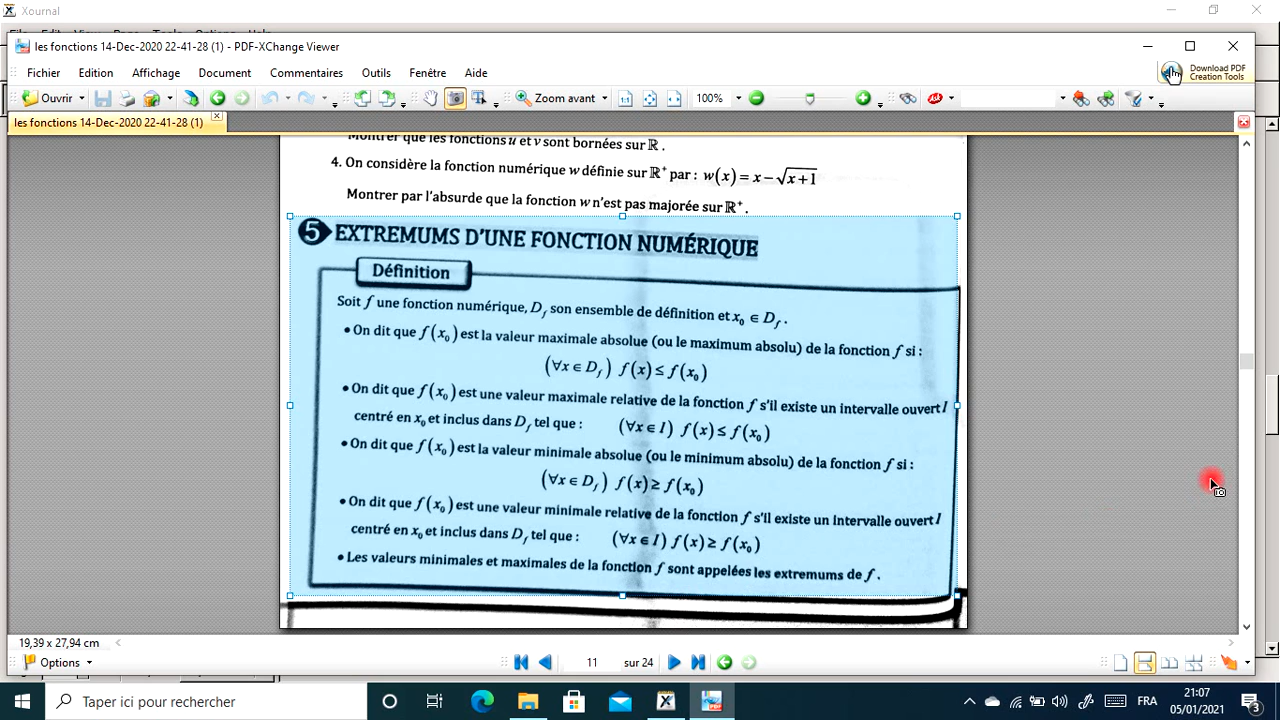 Xournal
les fonctions 14-Dec-2020 22-41-28 (1) - PDF-XChange Viewer
Fichier Edition Affichage Document Commentaires Outils Fenêtre Aide
Download PDF
Creation Tools
Ouvrir Zoom avant 100%
les fonctions 14-Dec-2020 22-41-28 (1)
Montrer que les fonctions u et v sont bornées sur ℝ .
4. On considère la fonction numérique w définie sur ℝ⁺ par : w(x) = x − √(x+1)
Montrer par l'absurde que la fonction w n'est pas majorée sur ℝ⁺ .
5 EXTREMUMS D'UNE FONCTION NUMÉRIQUE
Définition
Soit f une fonction numérique, D_f son ensemble de définition et x₀ ∈ D_f .
• On dit que f(x₀) est la valeur maximale absolue (ou le maximum absolu) de la fonction f si :
(∀x ∈ D_f) f(x) ≤ f(x₀)
• On dit que f(x₀) est une valeur maximale relative de la fonction f s'il existe un intervalle ouvert I
centré en x₀ et inclus dans D_f tel que : (∀x ∈ I) f(x) ≤ f(x₀)
• On dit que f(x₀) est la valeur minimale absolue (ou le minimum absolu) de la fonction f si :
(∀x ∈ D_f) f(x) ≥ f(x₀)
• On dit que f(x₀) est une valeur minimale relative de la fonction f s'il existe un intervalle ouvert I
centré en x₀ et inclus dans D_f tel que : (∀x ∈ I) f(x) ≥ f(x₀)
• Les valeurs minimales et maximales de la fonction f sont appelées les extremums de f .
19,39 x 27,94 cm
Options 11 sur 24
Taper ici pour rechercher
FRA
21:07
05/01/2021
3